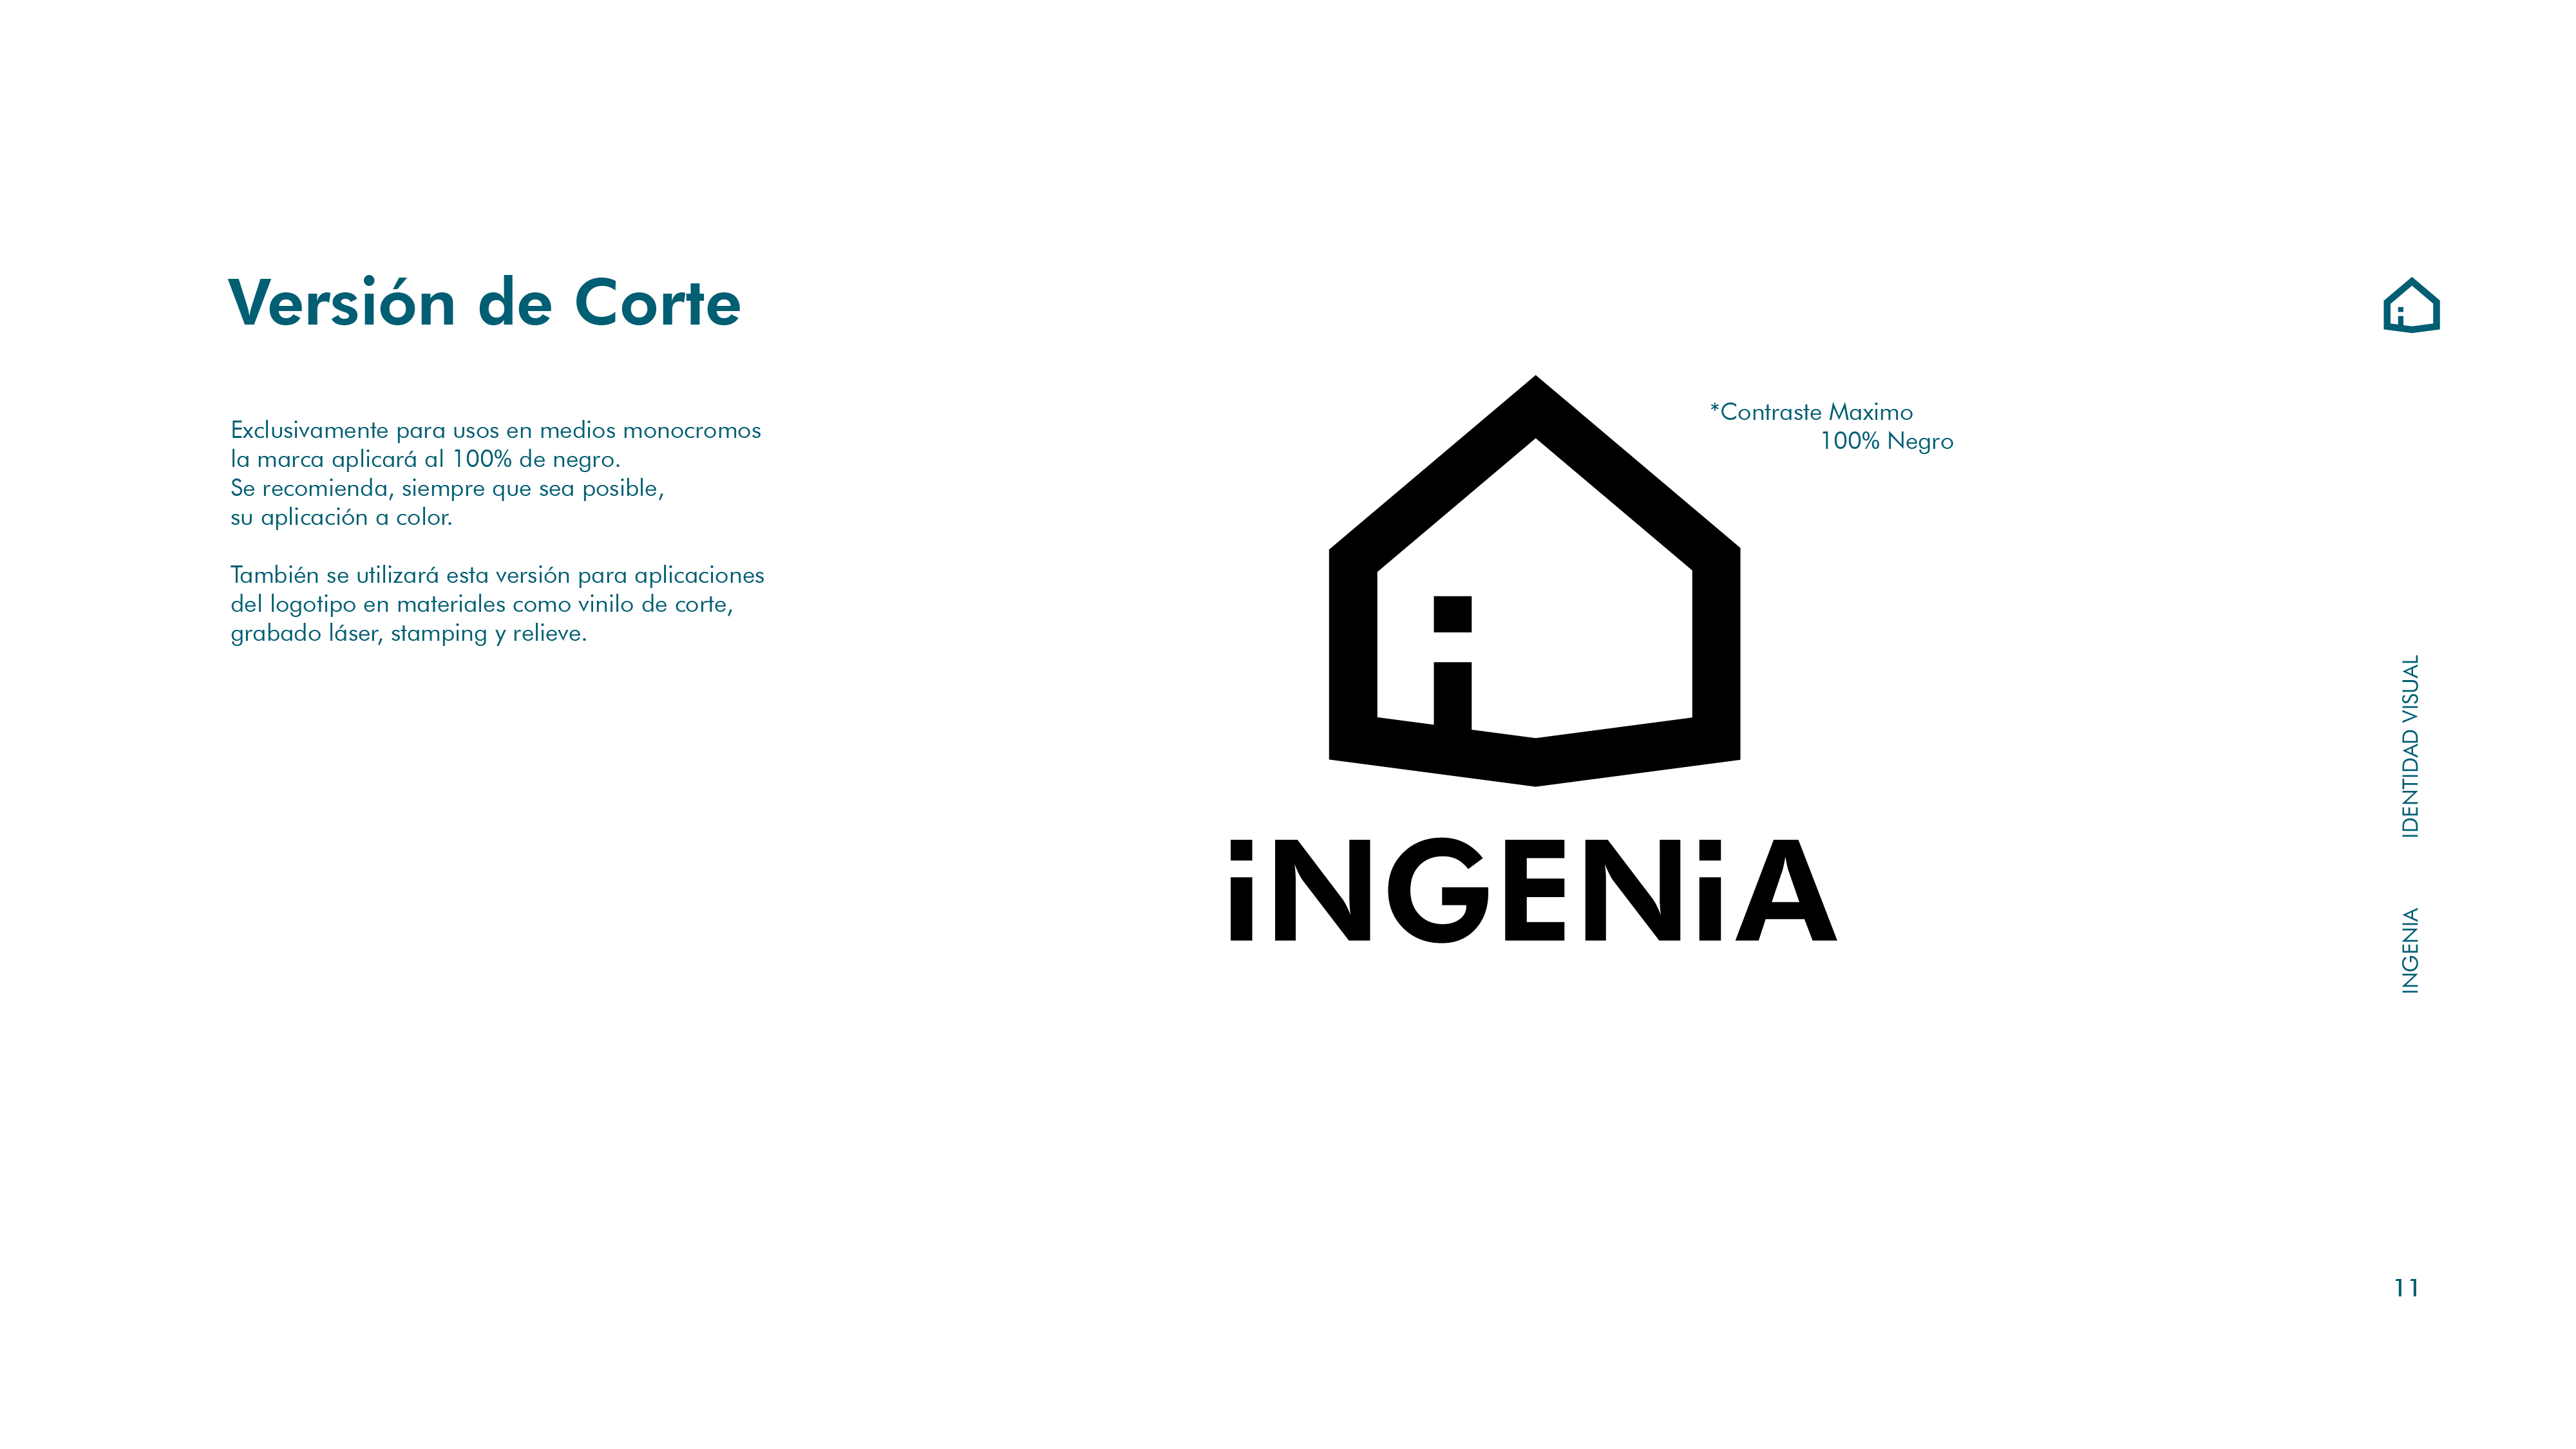 Versión de Corte
Exclusivamente para usos en medios monocromos
la marca aplicará al 100% de negro.
Se recomienda, siempre que sea posible,
su aplicación a color.
También se utilizará esta versión para aplicaciones
del logotipo en materiales como vinilo de corte,
grabado láser, stamping y relieve.
*Contraste Maximo
100% Negro
i
iNGENiA
i
INGENIA
IDENTIDAD VISUAL
11